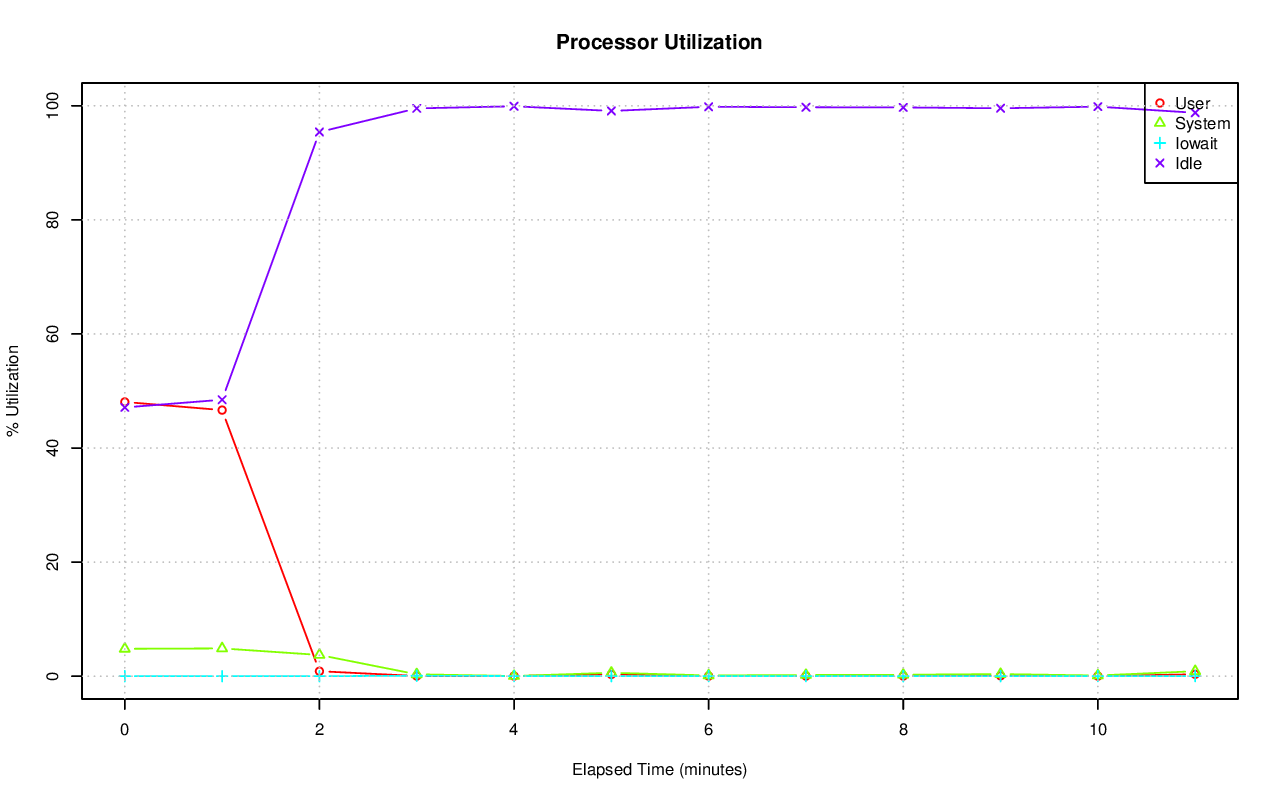 Processor Utilization
% Utilization
100
80
60
40
20
0
User
System
Iowait
Idle
0 2 4 6 8 10
Elapsed Time (minutes)